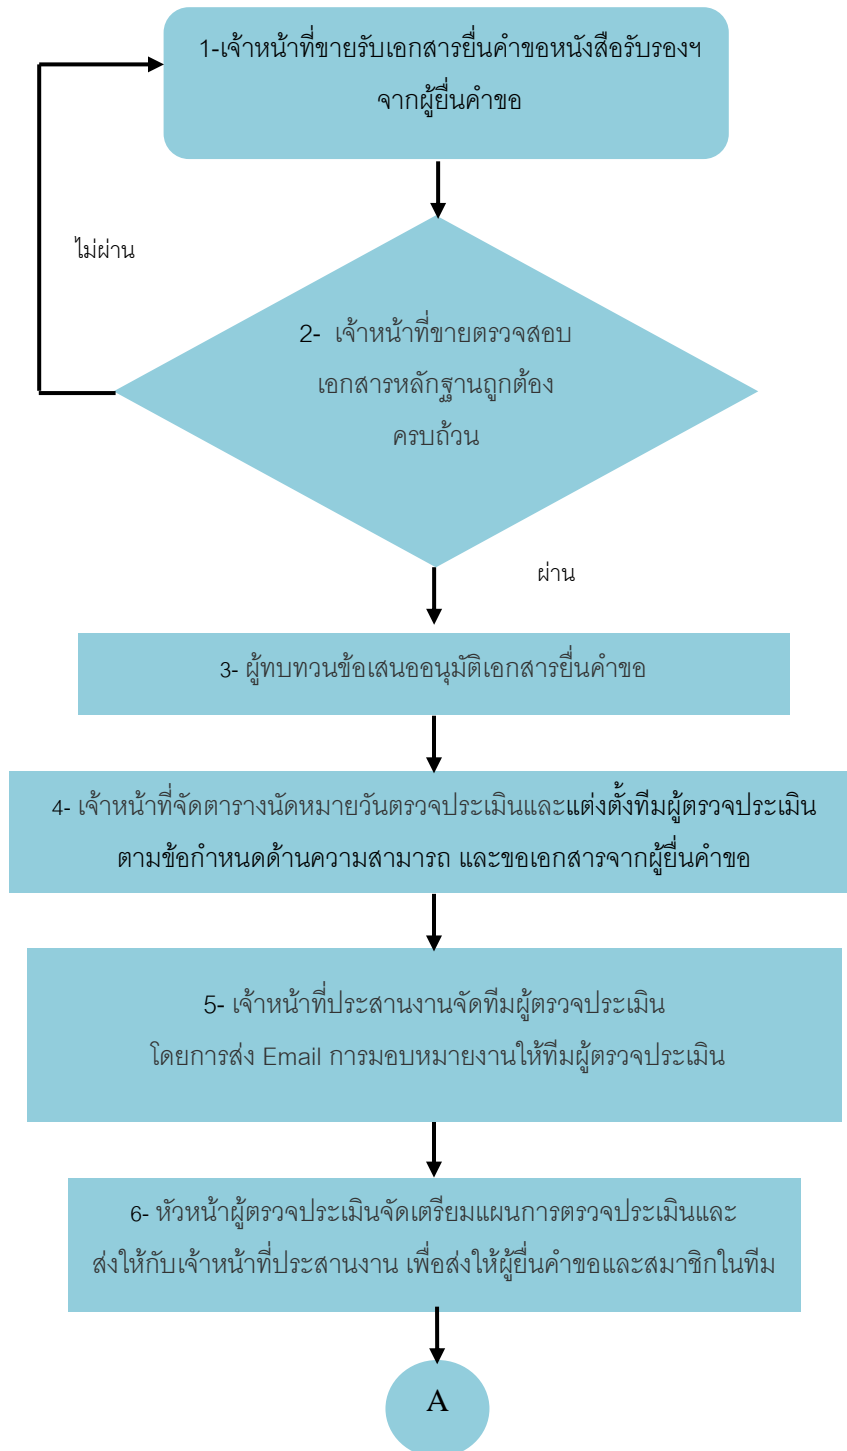 1-เจ้าหน้าที่ขายรับเอกสารยื่นคำขอหนังสือรับรองฯ
จากผู้ยื่นคำขอ
ไม่ผ่าน
2- เจ้าหน้าที่ขายตรวจสอบ
เอกสารหลักฐานถูกต้อง
ครบถ้วน
ผ่าน
3- ผู้ทบทวนข้อเสนออนุมัติเอกสารยื่นคำขอ
4- เจ้าหน้าที่จัดตารางนัดหมายวันตรวจประเมินและแต่งตั้งทีมผู้ตรวจประเมิน
ตามข้อกำหนดด้านความสามารถ และขอเอกสารจากผู้ยื่นคำขอ
5- เจ้าหน้าที่ประสานงานจัดทีมผู้ตรวจประเมิน
โดยการส่ง Email การมอบหมายงานให้ทีมผู้ตรวจประเมิน
6- หัวหน้าผู้ตรวจประเมินจัดเตรียมแผนการตรวจประเมินและ
ส่งให้กับเจ้าหน้าที่ประสานงาน เพื่อส่งให้ผู้ยื่นคำขอและสมาชิกในทีม
A